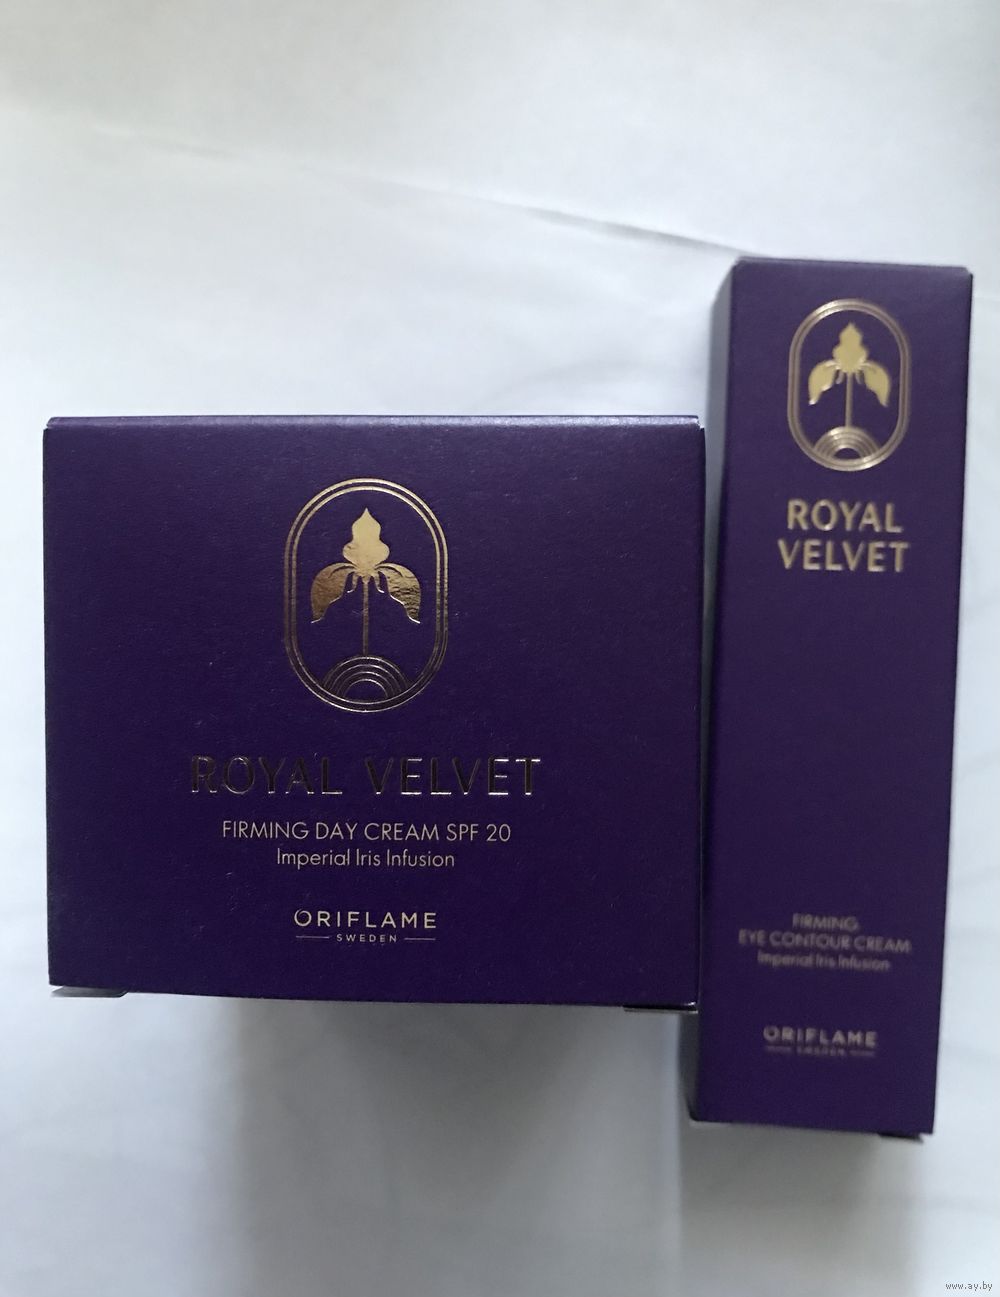 ROYAL VELVET
FIRMING DAY CREAM SPF 20
Imperial Iris Infusion
ORIFLAME
SWEDEN
ROYAL
VELVET
FIRMING
EYE CONTOUR CREAM
Imperial Iris Infusion
ORIFLAME
SWEDEN
www.ay.by